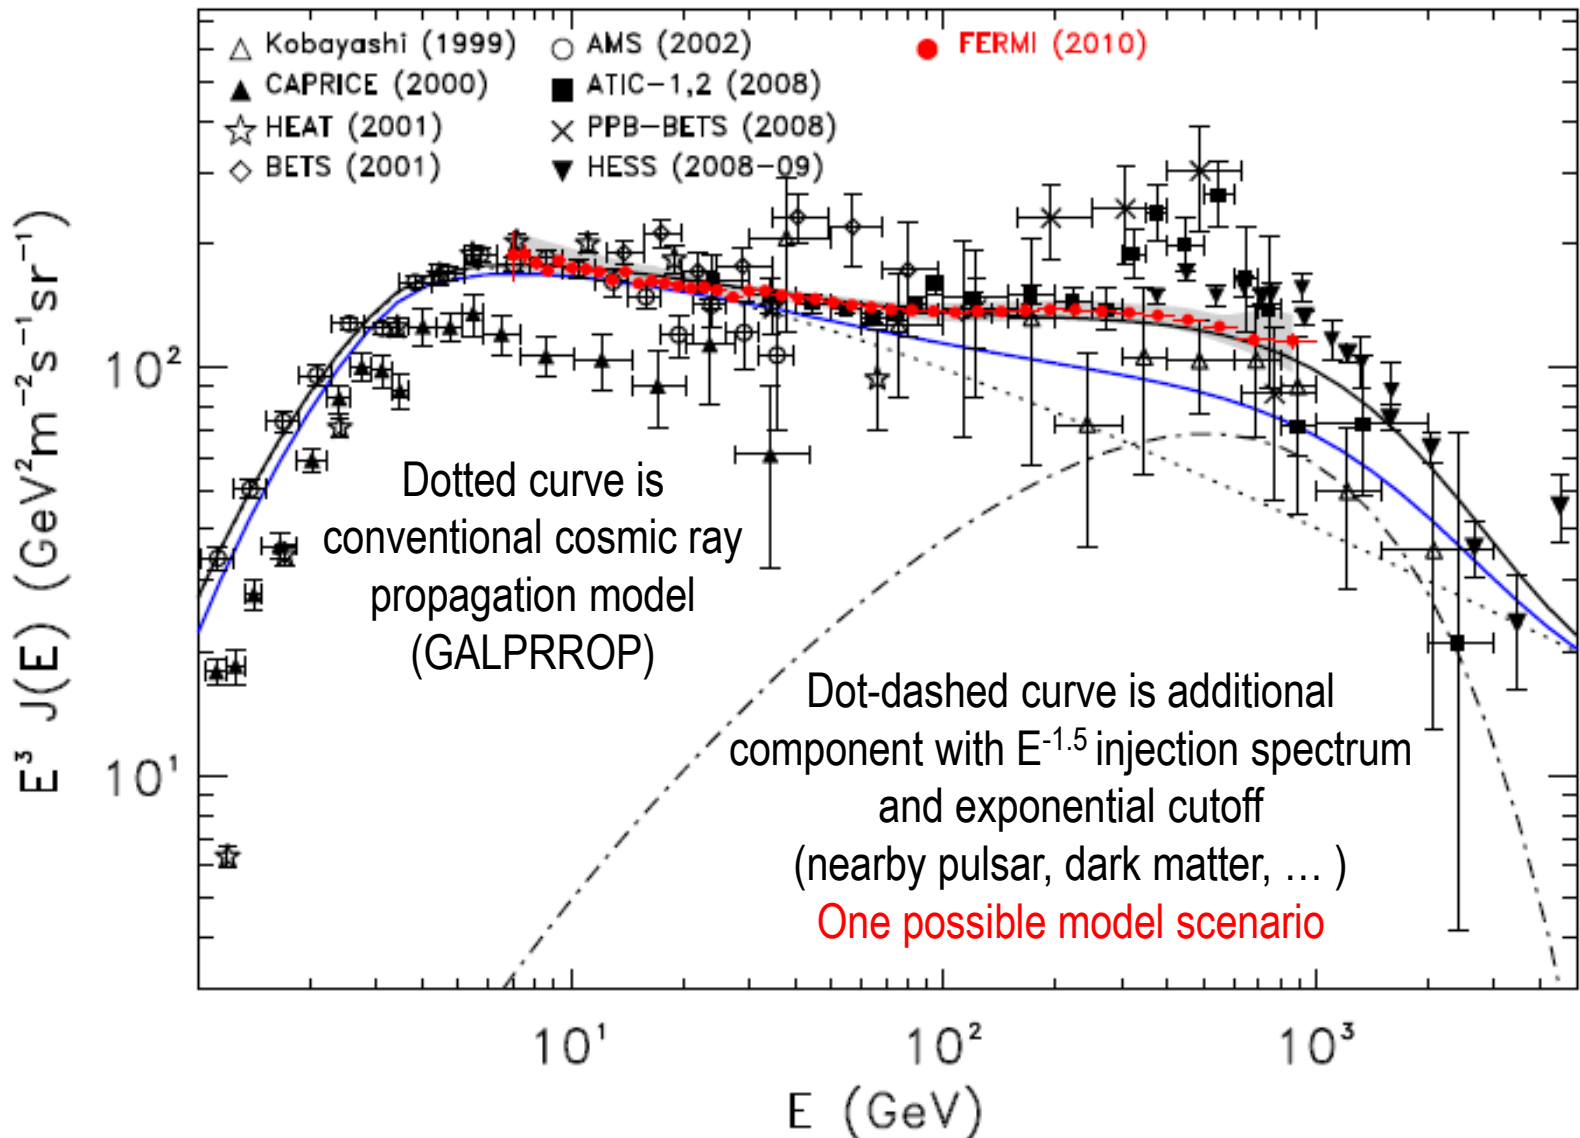 Kobayashi (1999)
CAPRICE (2000)
HEAT (2001)
BETS (2001)
AMS (2002)
ATIC-1,2 (2008)
PPB-BETS (2008)
HESS (2008-09)
FERMI (2010)
E³ J(E) (GeV²m⁻²s⁻¹sr⁻¹)
10²
10¹
Dotted curve is
conventional cosmic ray
propagation model
(GALPRROP)
Dot-dashed curve is additional
component with E⁻¹·⁵ injection spectrum
and exponential cutoff
(nearby pulsar, dark matter, … )
One possible model scenario
10¹
10²
10³
E (GeV)